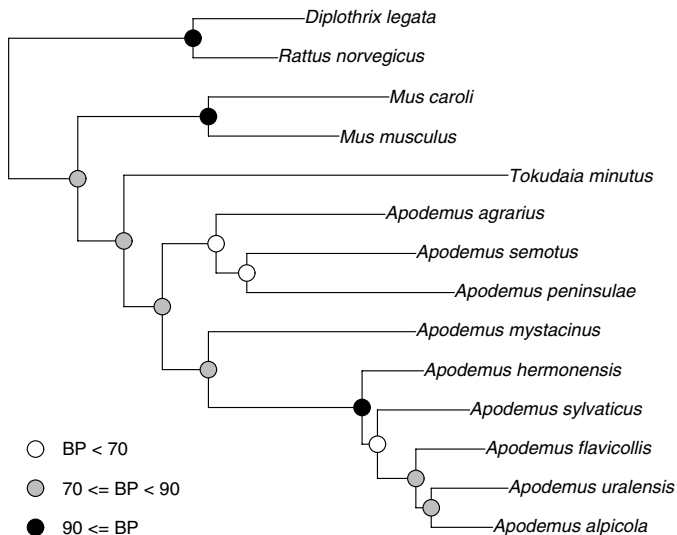 Diplothrix legata
Rattus norvegicus
Mus caroli
Mus musculus
Tokudaia minutus
Apodemus agrarius
Apodemus semotus
Apodemus peninsulae
Apodemus mystacinus
Apodemus hermonensis
Apodemus sylvaticus
Apodemus flavicollis
Apodemus uralensis
Apodemus alpicola
BP < 70
70 <= BP < 90
90 <= BP